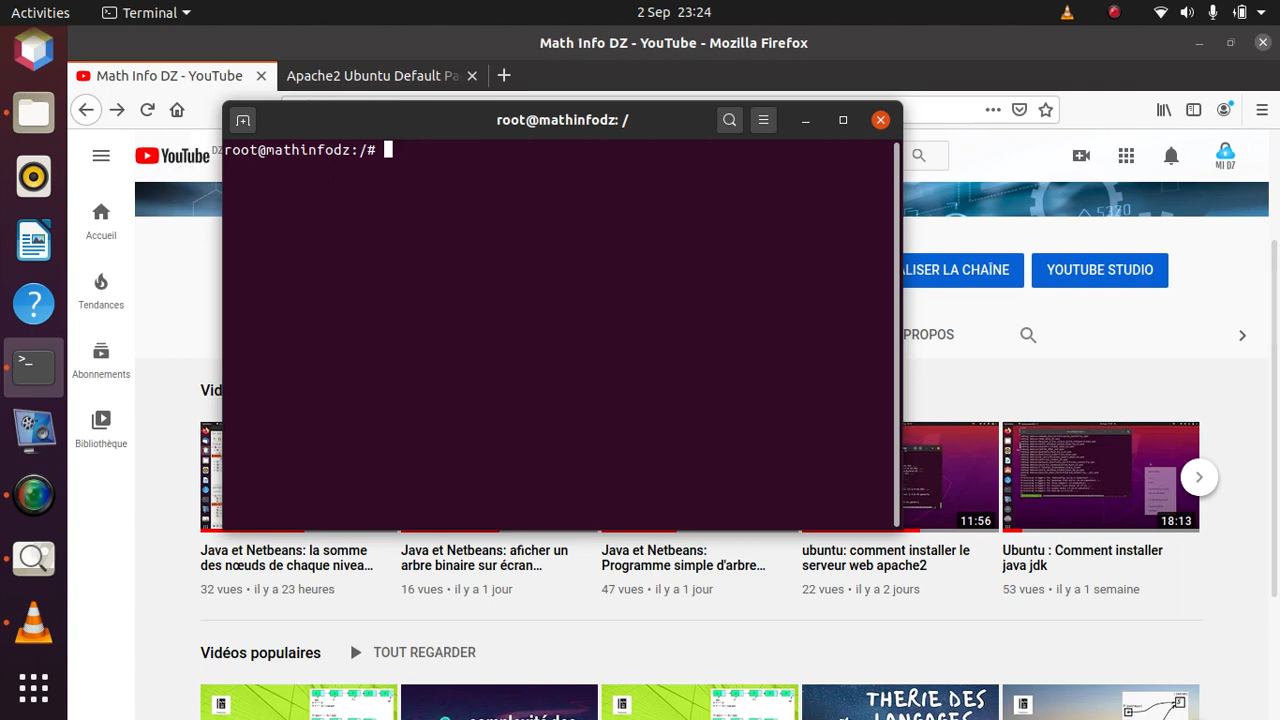 Activities
Terminal
2 Sep 23:24
Math Info DZ - YouTube - Mozilla Firefox
Math Info DZ - YouTube
Apache2 Ubuntu Default Pa
root@mathinfodz: /
YouTube DZ
root@mathinfodz:/#
MI DZ
5320
Accueil
ALISER LA CHAÎNE
YOUTUBE STUDIO
Tendances
PROPOS
Abonnements
Vid
Bibliothèque
11:56
18:13
Java et Netbeans: la somme
des nœuds de chaque nivea...
Java et Netbeans: aficher un
arbre binaire sur écran...
Java et Netbeans:
Programme simple d'arbre...
ubuntu: comment installer le
serveur web apache2
Ubuntu : Comment installer
java jdk
32 vues • il y a 23 heures
16 vues • il y a 1 jour
47 vues • il y a 1 jour
22 vues • il y a 2 jours
53 vues • il y a 1 semaine
Vidéos populaires
TOUT REGARDER
THERIE DES